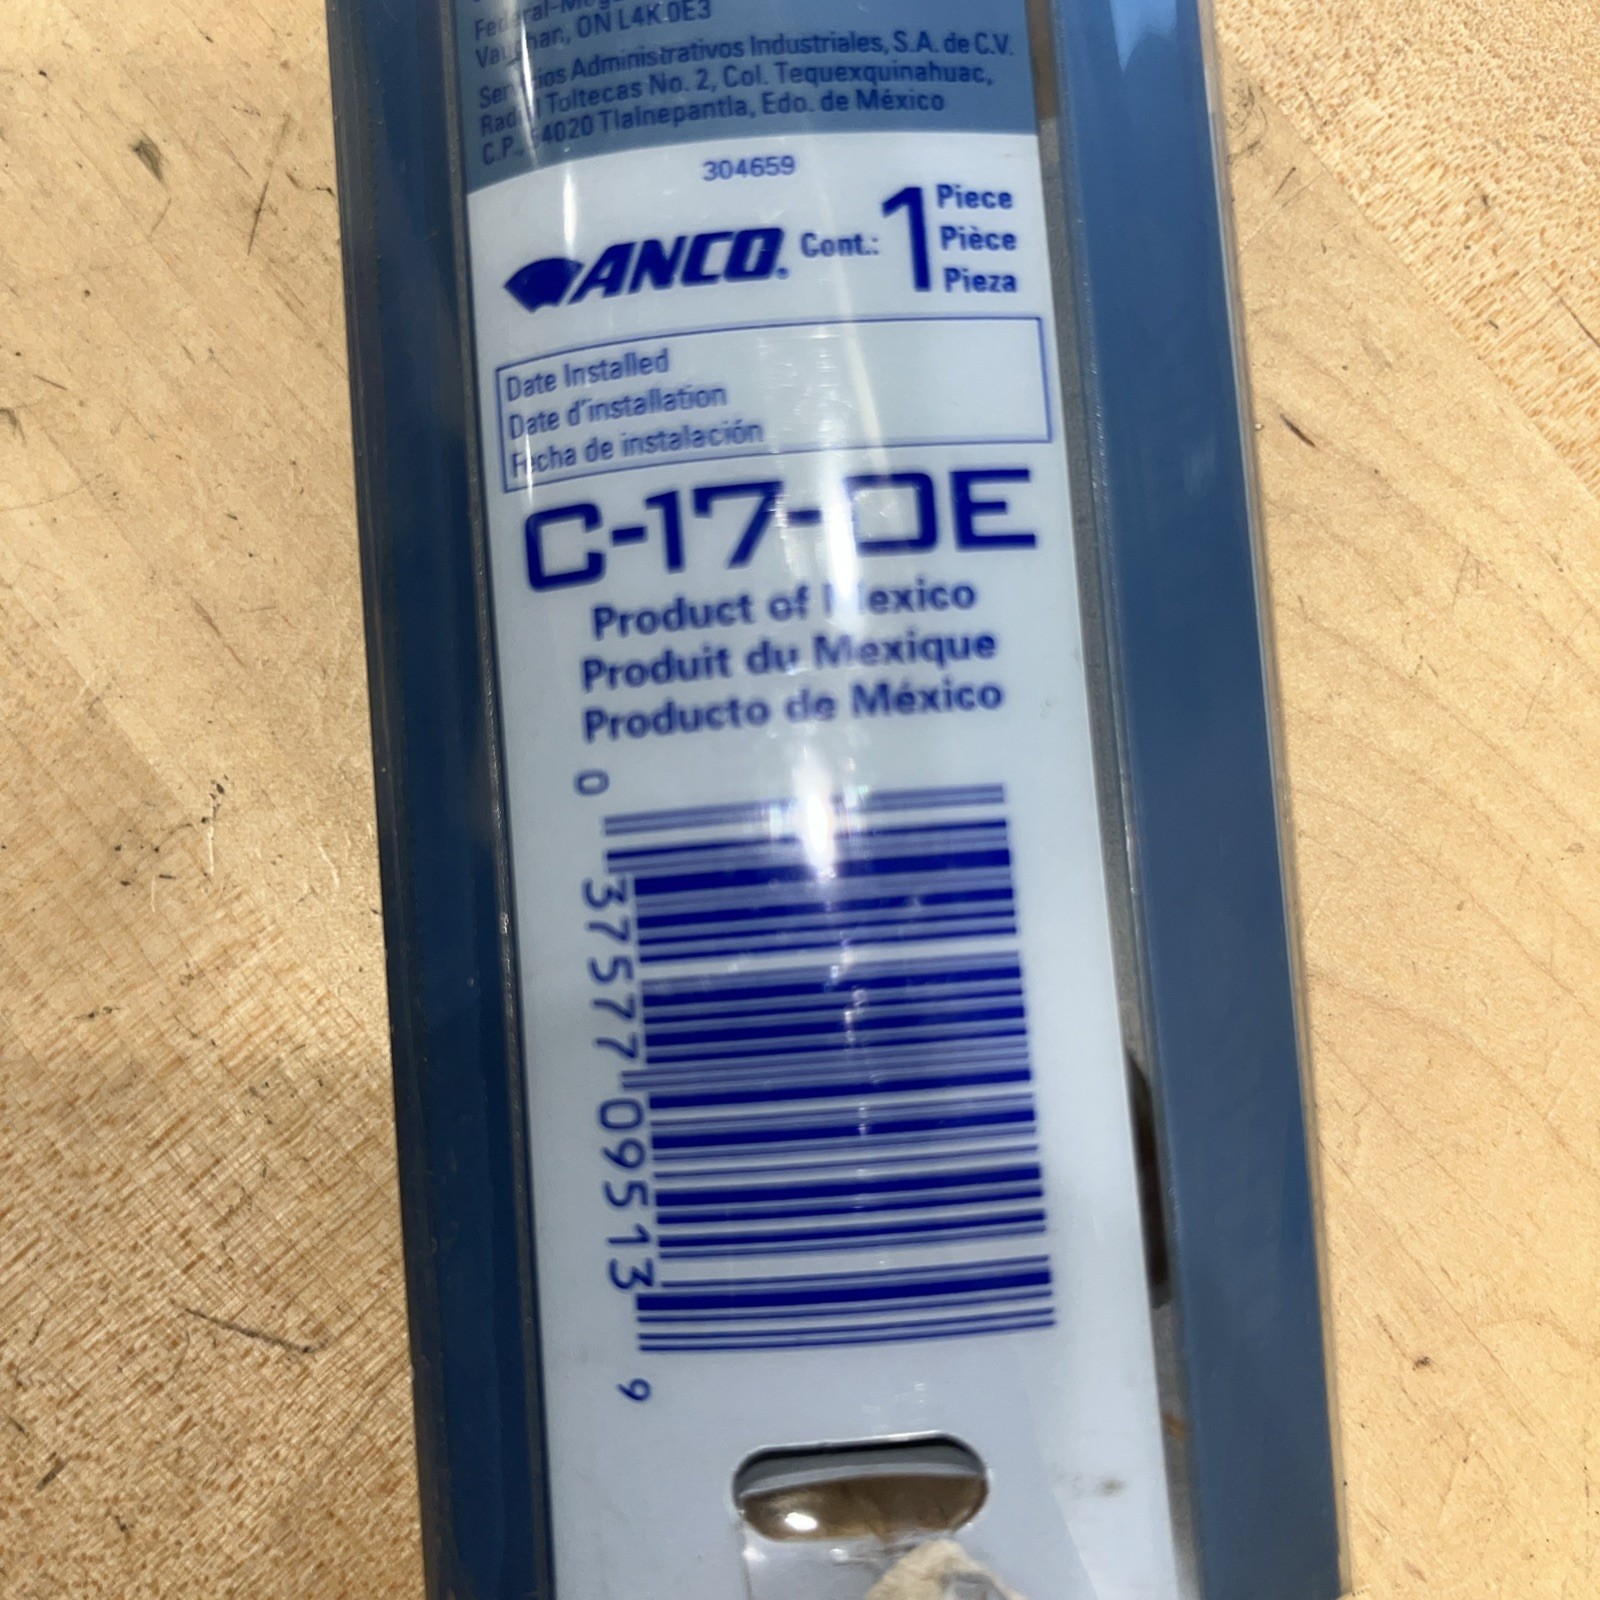 Vaughan, ON L4K 0E3
Servicios Administrativos Industriales, S.A. de C.V.
Toltecas No. 2, Col. Tequexquinahuac,
C.P. 54020 Tlalnepantla, Edo. de México
304659
ANCO® Cont.: 1 Piece
Pièce
Pieza
Date Installed
Date d'installation
Fecha de instalación
C-17-OE
Product of Mexico
Produit du Mexique
Producto de México
0 37577 09513 9